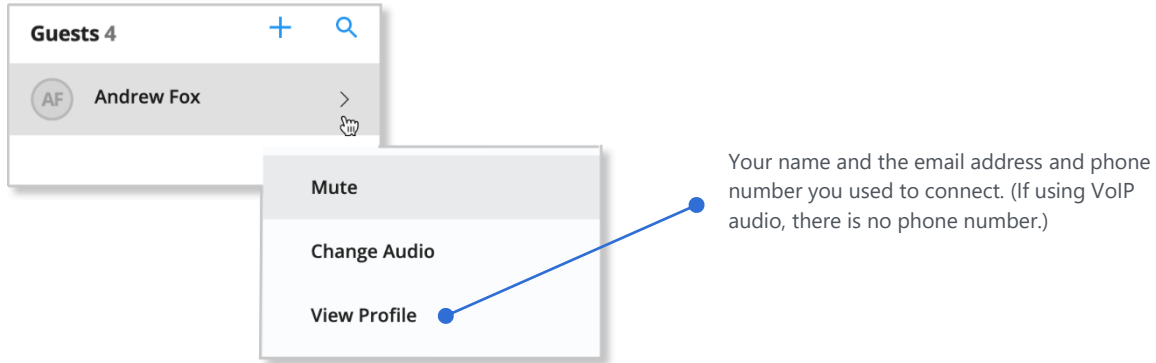 Guests 4
AF Andrew Fox
Mute
Change Audio
View Profile
Your name and the email address and phone
number you used to connect. (If using VoIP
audio, there is no phone number.)